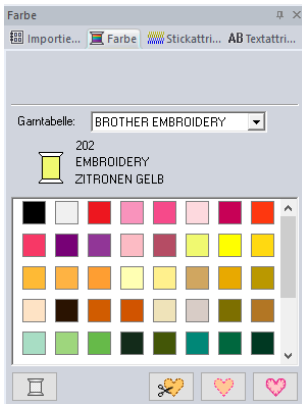 Farbe
Importie... Farbe Stickattri... AB Textattri...
Garntabelle: BROTHER EMBROIDERY
202
EMBROIDERY
ZITRONEN GELB